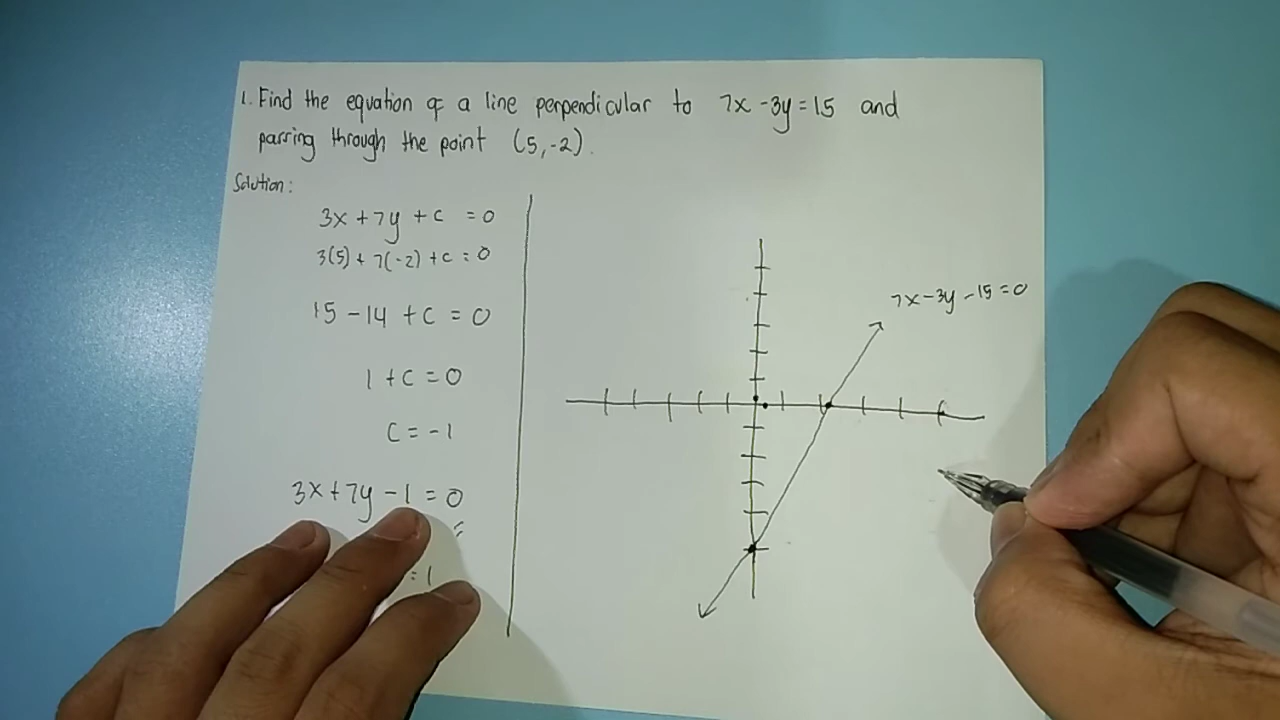 1. Find the equation of a line perpendicular to 7x - 3y = 15 and
passing through the point (5, -2).
Solution:
3x + 7y + c = 0
3(5) + 7(-2) + c = 0
15 - 14 + c = 0
1 + c = 0
c = -1
3x + 7y - 1 = 0
= 1
7x - 3y - 15 = 0